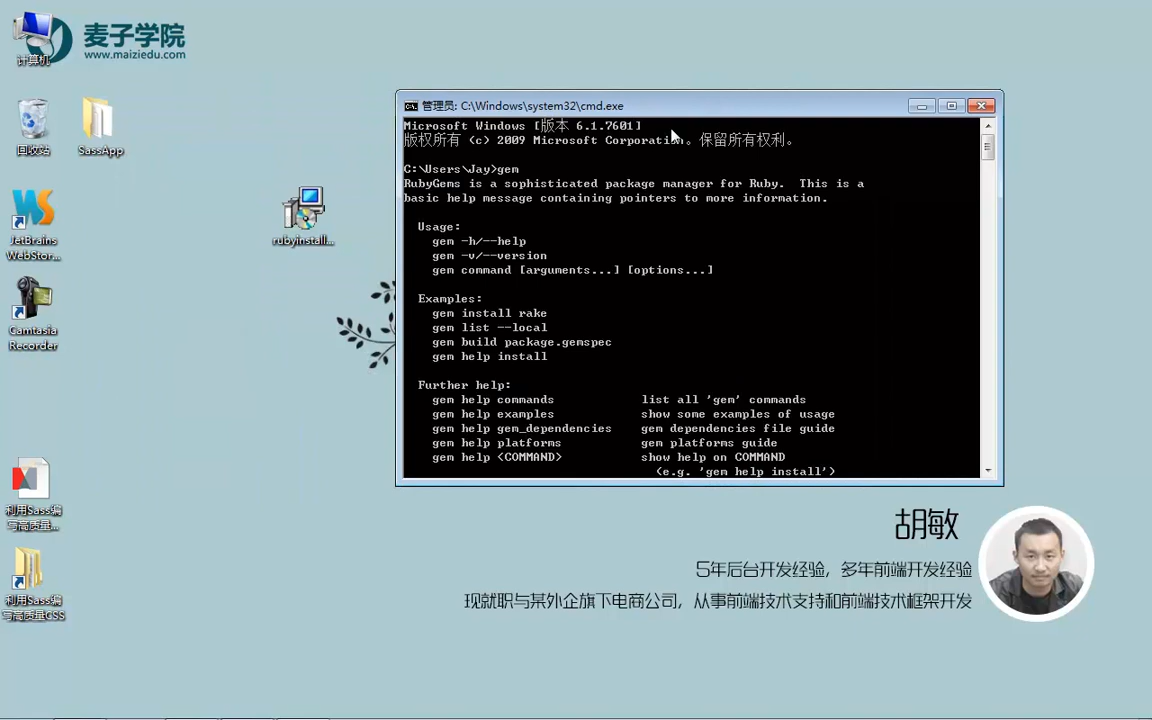 麦子学院
www.maiziedu.com
计算机
回收站
SassApp
JetBrains
WebStor...
Camtasia
Recorder
利用Sass编
写高质量...
利用Sass编
写高质量CSS
rubyinstall...
管理员: C:\Windows\system32\cmd.exe
Microsoft Windows [版本 6.1.7601]
版权所有 (c) 2009 Microsoft Corporation。保留所有权利。
C:\Users\Jay>gem
RubyGems is a sophisticated package manager for Ruby.  This is a
basic help message containing pointers to more information.
Usage:
gem -h/--help
gem -v/--version
gem command [arguments...] [options...]
Examples:
gem install rake
gem list --local
gem build package.gemspec
gem help install
Further help:
gem help commands            list all 'gem' commands
gem help examples            show some examples of usage
gem help gem_dependencies    gem dependencies file guide
gem help platforms           gem platforms guide
gem help <COMMAND>           show help on COMMAND
(e.g. 'gem help install')
胡敏
5年后台开发经验，多年前端开发经验
现就职与某外企旗下电商公司，从事前端技术支持和前端技术框架开发